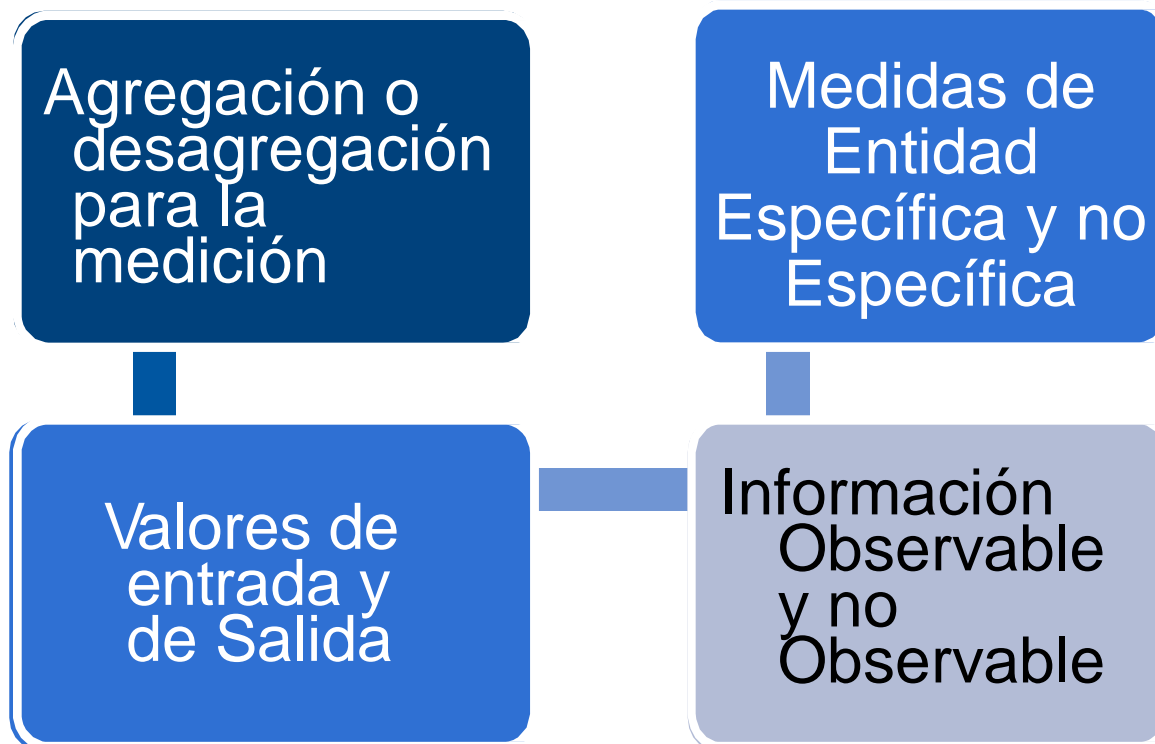 Agregación o
desagregación
para la
medición
Valores de
entrada y
de Salida
Información
Observable
y no
Observable
Medidas de
Entidad
Específica y no
Específica